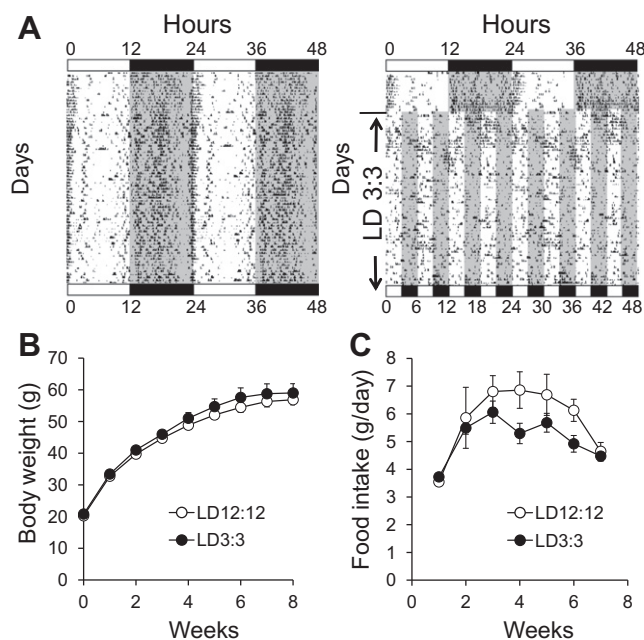 A
Hours
Hours
0 12 24 36 48
0 12 24 36 48
Days
Days
LD 3:3
0 12 24 36 48
0 6 12 18 24 30 36 42 48
B
70
60
50
40
30
20
10
0
Body weight (g)
LD12:12
LD3:3
0 2 4 6 8
Weeks
C
8
7
6
5
4
3
2
1
0
Food intake (g/day)
LD12:12
LD3:3
0 2 4 6 8
Weeks